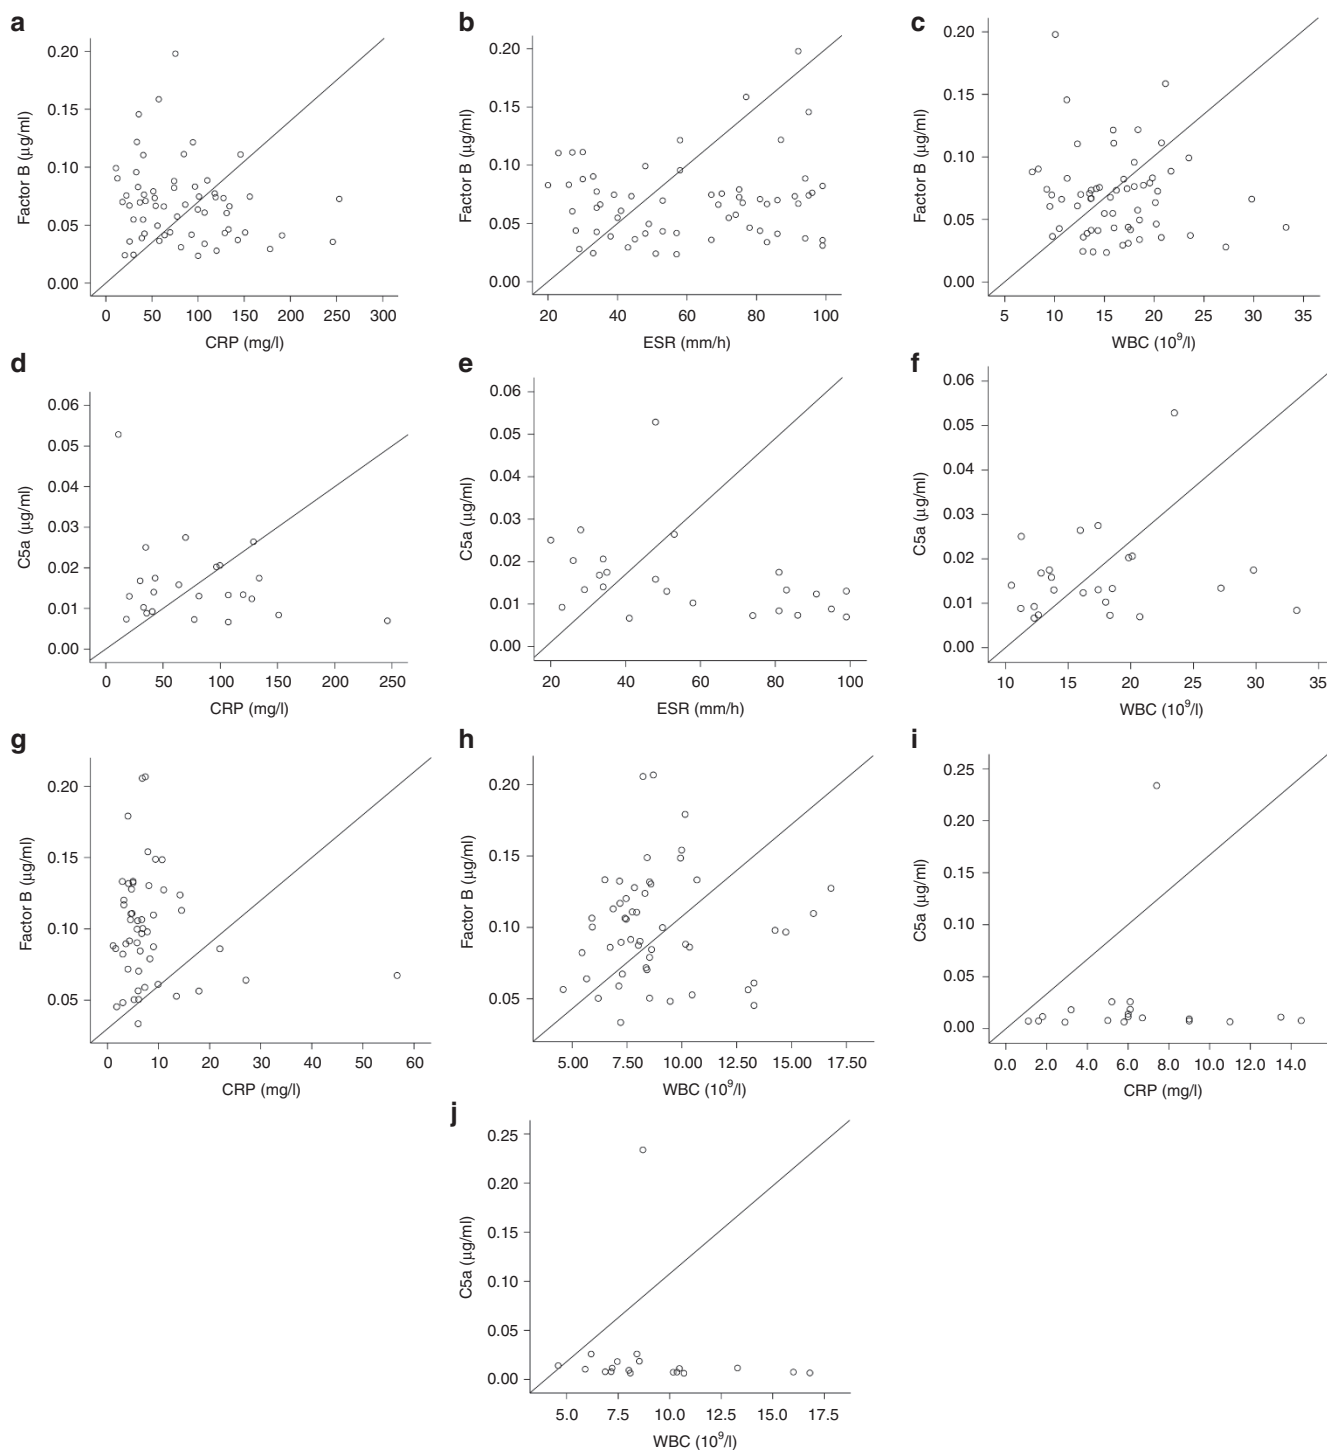 a
0.20
0.15
0.10
0.05
0.00
Factor B (μg/ml)
0 50 100 150 200 250 300
CRP (mg/l)
b
0.20
0.15
0.10
0.05
0.00
Factor B (μg/ml)
20 40 60 80 100
ESR (mm/h)
c
0.20
0.15
0.10
0.05
0.00
Factor B (μg/ml)
5 10 15 20 25 30 35
WBC (10⁹/l)
d
0.06
0.05
0.04
0.03
0.02
0.01
0.00
C5a (μg/ml)
0 50 100 150 200 250
CRP (mg/l)
e
0.06
0.05
0.04
0.03
0.02
0.01
0.00
C5a (μg/ml)
20 40 60 80 100
ESR (mm/h)
f
0.06
0.05
0.04
0.03
0.02
0.01
0.00
C5a (μg/ml)
10 15 20 25 30 35
WBC (10⁹/l)
g
0.20
0.15
0.10
0.05
Factor B (μg/ml)
0 10 20 30 40 50 60
CRP (mg/l)
h
0.20
0.15
0.10
0.05
Factor B (μg/ml)
5.00 7.50 10.00 12.50 15.00 17.50
WBC (10⁹/l)
i
0.25
0.20
0.15
0.10
0.05
0.00
C5a (μg/ml)
0.0 2.0 4.0 6.0 8.0 10.0 12.0 14.0
CRP (mg/l)
j
0.25
0.20
0.15
0.10
0.05
0.00
C5a (μg/ml)
5.0 7.5 10.0 12.5 15.0 17.5
WBC (10⁹/l)